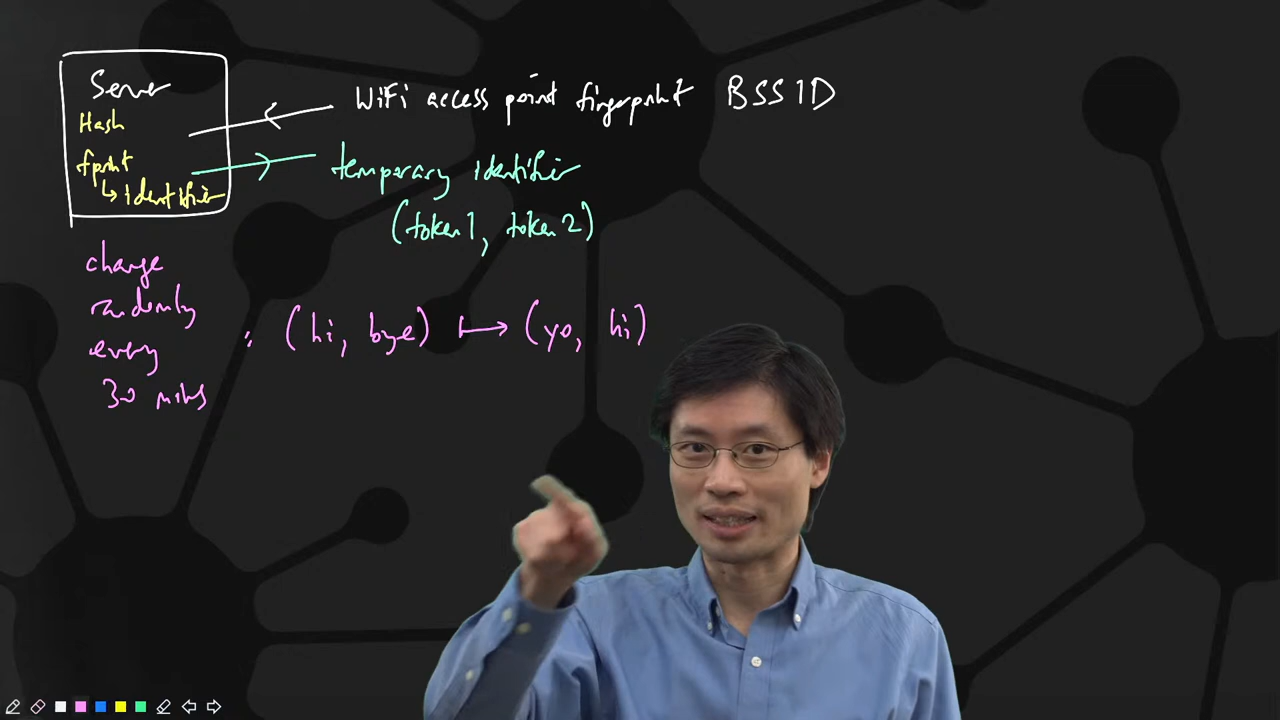 Server
Hash
fprint
↳ identifier
WiFi access point fingerprint BSSID
temporary identifier
(token1, token2)
change
randomly
every
30 mins
: (hi, bye) ↦ (yo, hi)